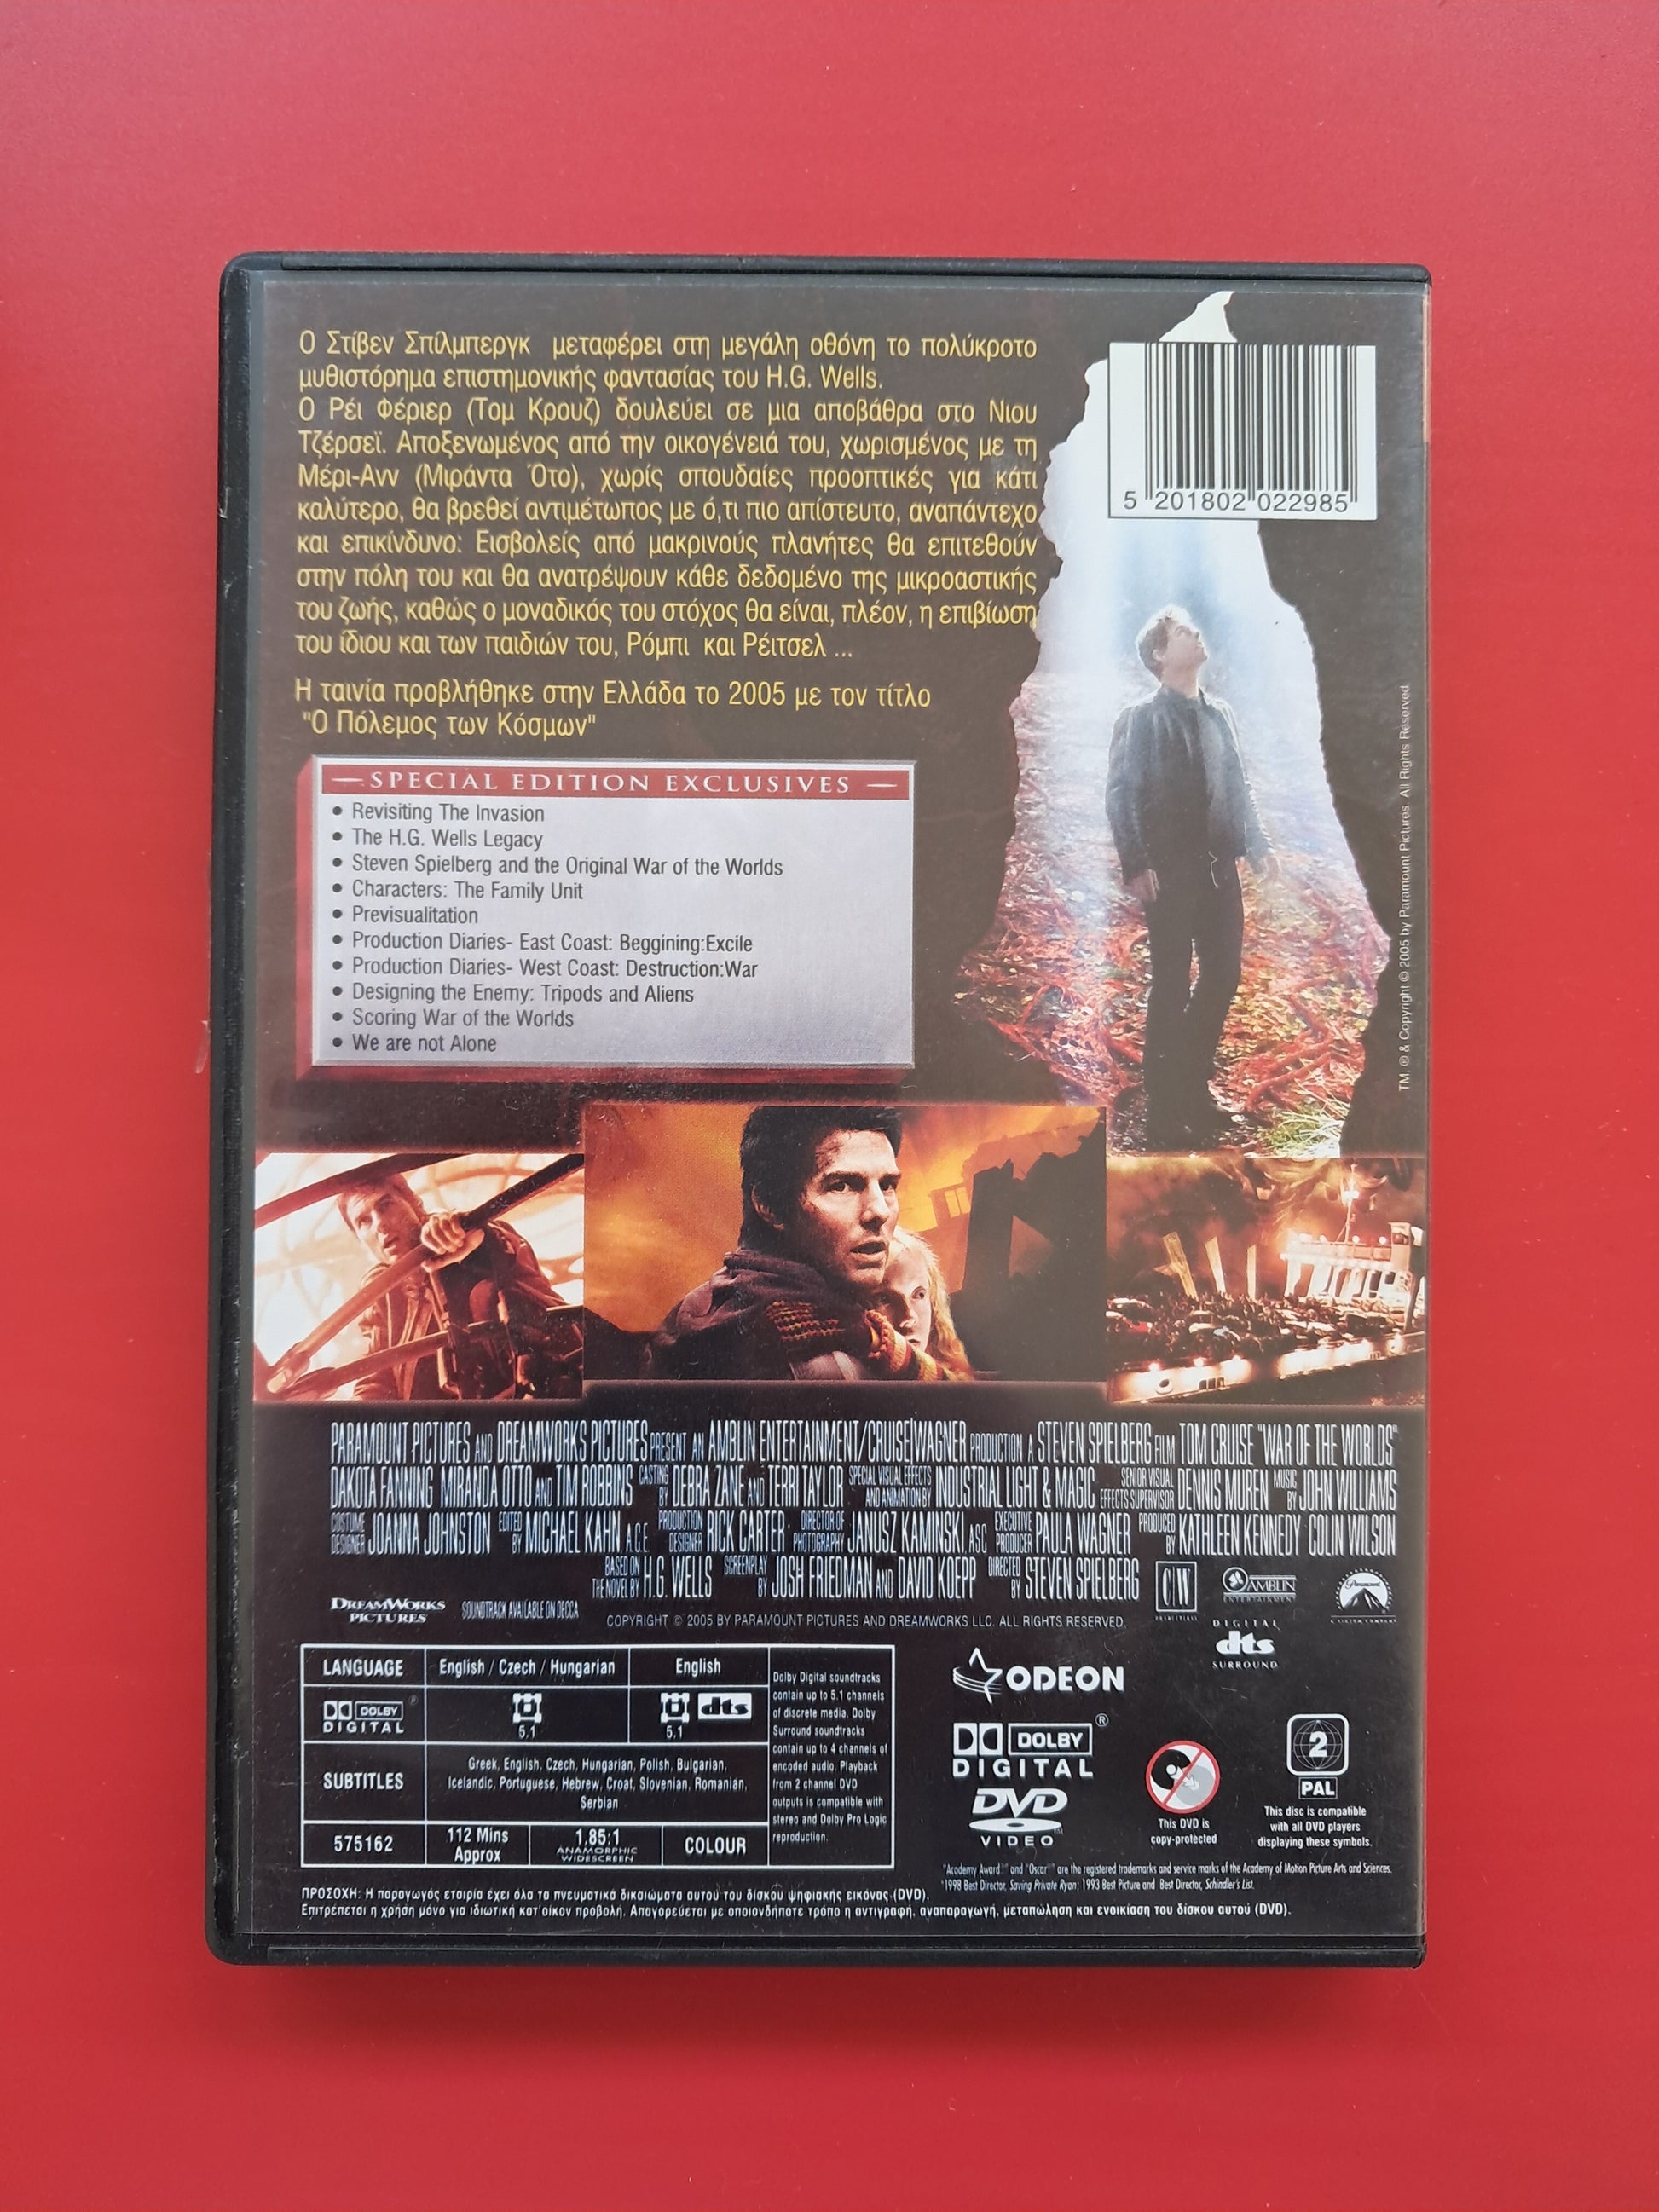 Ο Στίβεν Σπίλμπεργκ μεταφέρει στη μεγάλη οθόνη το πολύκροτο
μυθιστόρημα επιστημονικής φαντασίας του H.G. Wells.
Ο Ρέι Φέριερ (Τομ Κρουζ) δουλεύει σε μια αποβάθρα στο Νιου
Τζέρσεϊ. Αποξενωμένος από την οικογένειά του, χωρισμένος με τη
Μέρι-Ανν (Μιράντα Ότο), χωρίς σπουδαίες προοπτικές για κάτι
καλύτερο, θα βρεθεί αντιμέτωπος με ό,τι πιο απίστευτο, αναπάντεχο
και επικίνδυνο: Εισβολείς από μακρινούς πλανήτες θα επιτεθούν
στην πόλη του και θα ανατρέψουν κάθε δεδομένο της μικροαστικής
του ζωής, καθώς ο μοναδικός του στόχος θα είναι, πλέον, η επιβίωση
του ίδιου και των παιδιών του, Ρόμπι και Ρέιτσελ ...
Η ταινία προβλήθηκε στην Ελλάδα το 2005 με τον τίτλο
"Ο Πόλεμος των Κόσμων"
5 201802 022985
TM. ® & Copyright © 2005 by Paramount Pictures. All Rights Reserved.
SPECIAL EDITION EXCLUSIVES
• Revisiting The Invasion
• The H.G. Wells Legacy
• Steven Spielberg and the Original War of the Worlds
• Characters: The Family Unit
• Previsualitation
• Production Diaries- East Coast: Beggining:Excile
• Production Diaries- West Coast: Destruction:War
• Designing the Enemy: Tripods and Aliens
• Scoring War of the Worlds
• We are not Alone
PARAMOUNT PICTURES AND DREAMWORKS PICTURES PRESENT AN AMBLIN ENTERTAINMENT/CRUISE|WAGNER PRODUCTION A STEVEN SPIELBERG FILM TOM CRUISE "WAR OF THE WORLDS"
DAKOTA FANNING MIRANDA OTTO AND TIM ROBBINS CASTING BY DEBRA ZANE AND TERRI TAYLOR SPECIAL VISUAL EFFECTS AND ANIMATION BY INDUSTRIAL LIGHT & MAGIC SENIOR VISUAL EFFECTS SUPERVISOR DENNIS MUREN MUSIC BY JOHN WILLIAMS
COSTUME DESIGNER JOANNA JOHNSTON EDITED BY MICHAEL KAHN, A.C.E. PRODUCTION DESIGNER RICK CARTER DIRECTOR OF PHOTOGRAPHY JANUSZ KAMINSKI, ASC EXECUTIVE PRODUCER PAULA WAGNER PRODUCED BY KATHLEEN KENNEDY COLIN WILSON
BASED ON THE NOVEL BY H.G. WELLS SCREENPLAY BY JOSH FRIEDMAN AND DAVID KOEPP DIRECTED BY STEVEN SPIELBERG
C/W
AMBLIN
ENTERTAINMENT
Paramount
DREAMWORKS
PICTURES
SOUNDTRACK AVAILABLE ON DECCA
COPYRIGHT © 2005 BY PARAMOUNT PICTURES AND DREAMWORKS LLC. ALL RIGHTS RESERVED.
DIGITAL
dts
SURROUND
LANGUAGE English / Czech / Hungarian English
DOLBY ®
DIGITAL
5.1
5.1 dts
SUBTITLES
Greek, English, Czech, Hungarian, Polish, Bulgarian,
Icelandic, Portuguese, Hebrew, Croat, Slovenian, Romanian,
Serbian
575162
112 Mins
Approx
1.85:1
ANAMORPHIC
WIDESCREEN
COLOUR
Dolby Digital soundtracks
contain up to 5.1 channels
of discrete media. Dolby
Surround soundtracks
contain up to 4 channels of
encoded audio. Playback
from 2 channel DVD
outputs is compatible with
stereo and Dolby Pro Logic
reproduction.
ODEON
DOLBY ®
DIGITAL
DVD
VIDEO
This DVD is
copy-protected
2
PAL
This disc is compatible
with all DVD players
displaying these symbols.
"Academy Award" and "Oscar" are the registered trademarks and service marks of the Academy of Motion Picture Arts and Sciences.
*1998 Best Director, Saving Private Ryan; 1993 Best Picture and Best Director, Schindler's List.
ΠΡΟΣΟΧΗ: Η παραγωγός εταιρία έχει όλα τα πνευματικά δικαιώματα αυτού του δίσκου ψηφιακής εικόνας (DVD).
Επιτρέπεται η χρήση μόνο για ιδιωτική κατ'οίκον προβολή. Απαγορεύεται με οποιονδήποτε τρόπο η αντιγραφή, αναπαραγωγή, μεταπώληση και ενοικίαση του δίσκου αυτού (DVD).